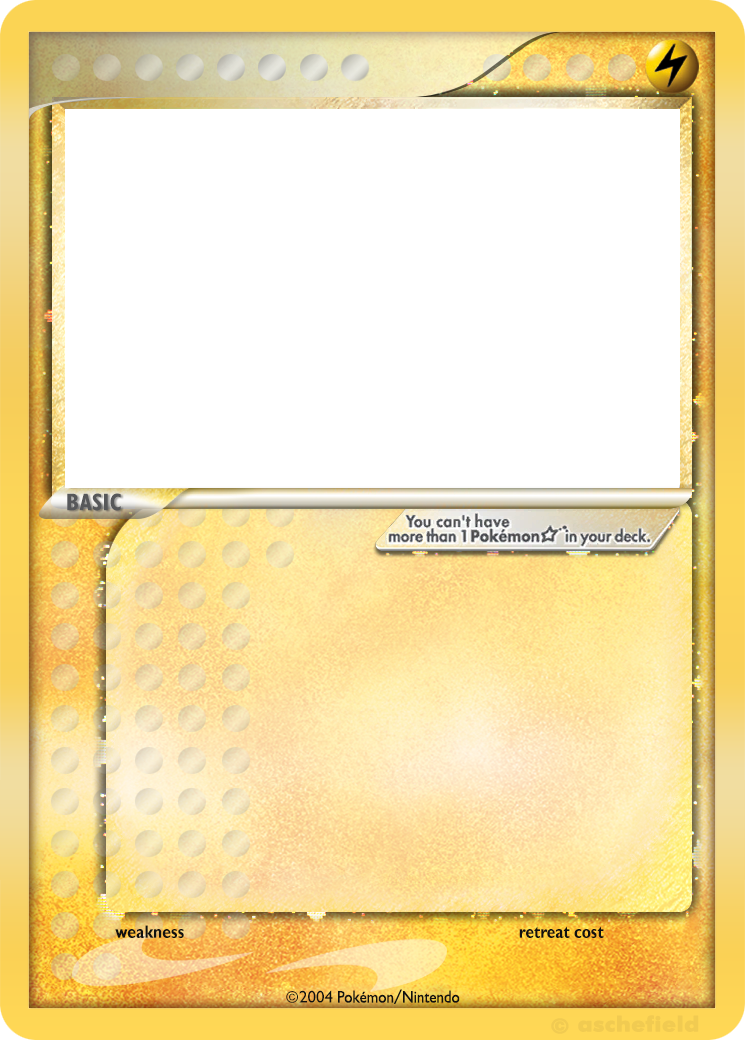 BASIC
You can't have
more than 1 Pokémon☆ in your deck.
weakness
retreat cost
©2004 Pokémon/Nintendo
© aschefield